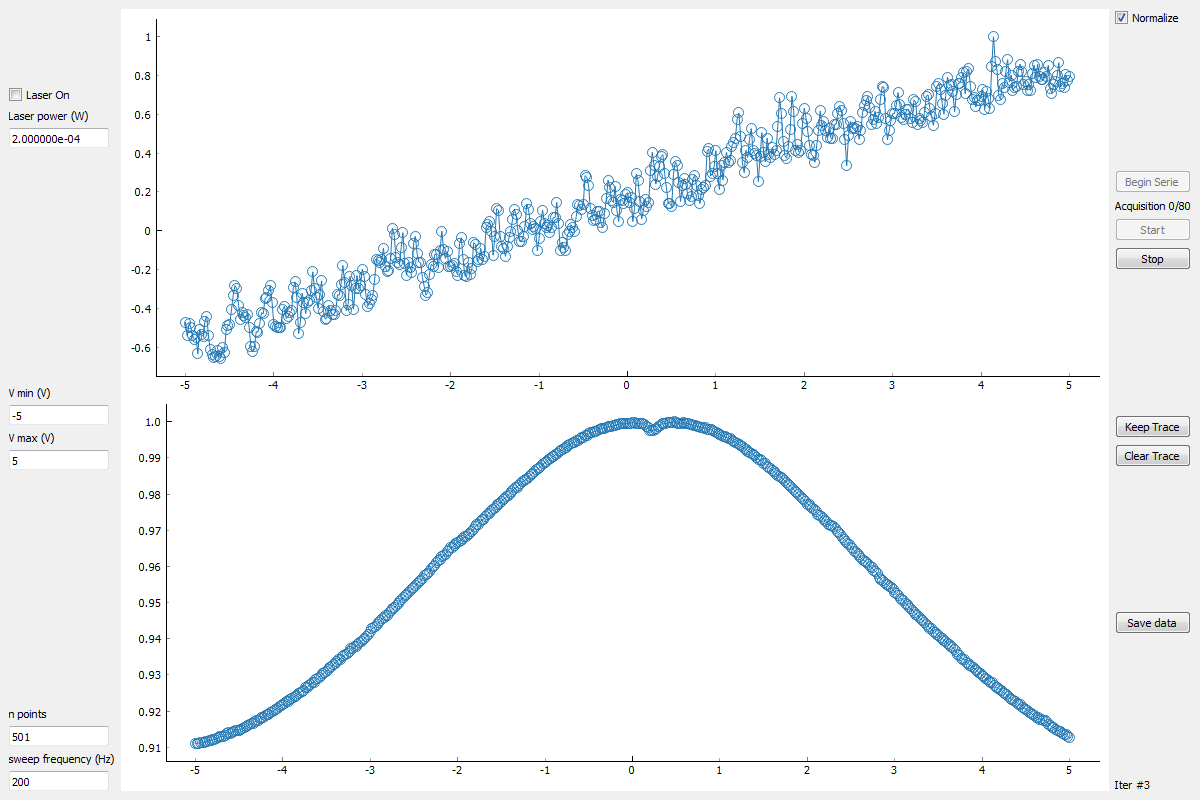 Laser On
Laser power (W)
2.000000e-04
V min (V)
-5
V max (V)
5
n points
501
sweep frequency (Hz)
200
1
0.8
0.6
0.4
0.2
0
-0.2
-0.4
-0.6
-5 -4 -3 -2 -1 0 1 2 3 4 5
1.0
0.99
0.98
0.97
0.96
0.95
0.94
0.93
0.92
0.91
-5 -4 -3 -2 -1 0 1 2 3 4 5
Normalize
Begin Serie
Acquisition 0/80
Start
Stop
Keep Trace
Clear Trace
Save data
Iter #3